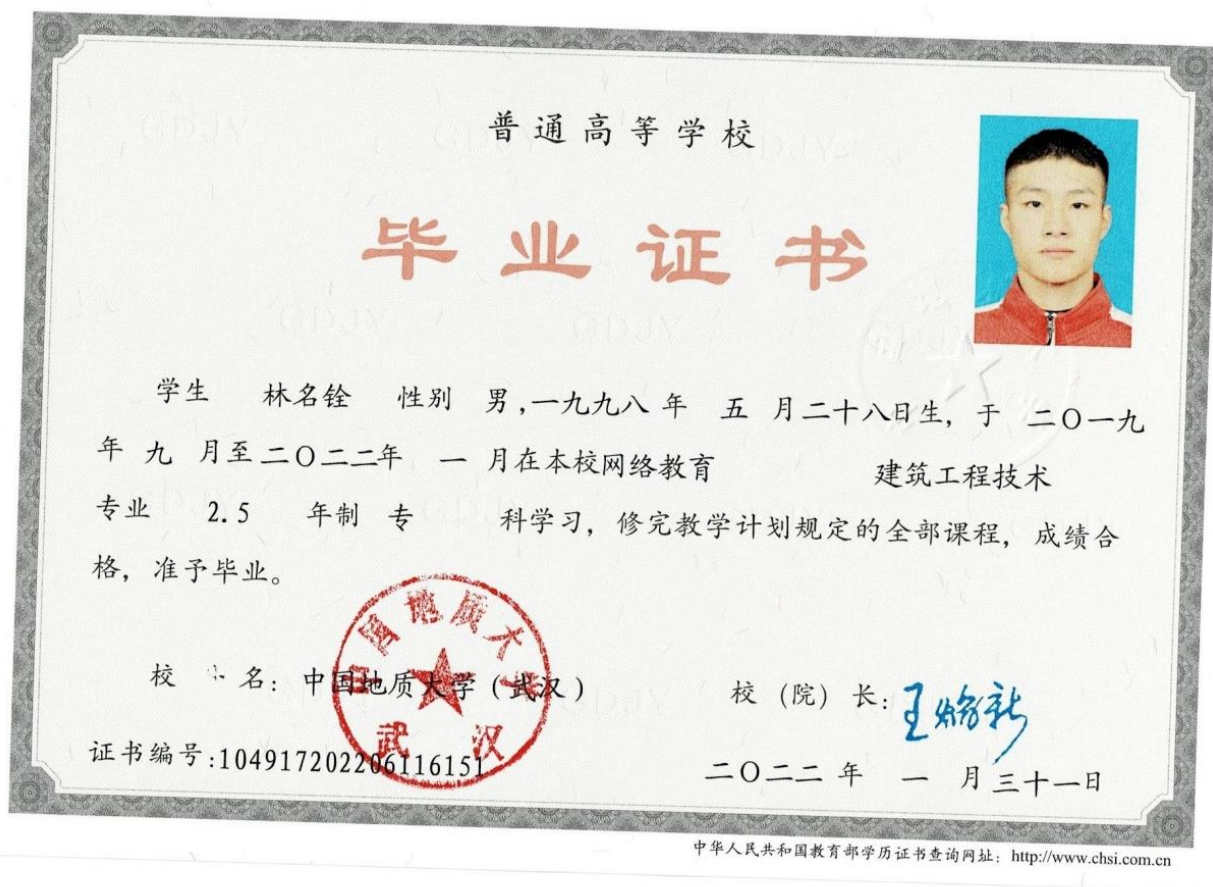 普通高等学校
毕业证书
学生 林名铨 性别 男,一九九八年 五 月二十八日生, 于 二〇一九
年 九 月至二〇二二年 一 月在本校网络教育 建筑工程技术
专业 2.5 年制 专 科学习, 修完教学计划规定的全部课程, 成绩合
格, 准予毕业。
中国地质大学
武汉
校 名: 中国地质大学(武汉) 校(院)长: 王焰新
证书编号:104917202206116151 二〇二二年 一 月三十一日
中华人民共和国教育部学历证书查询网址: http://www.chsi.com.cn